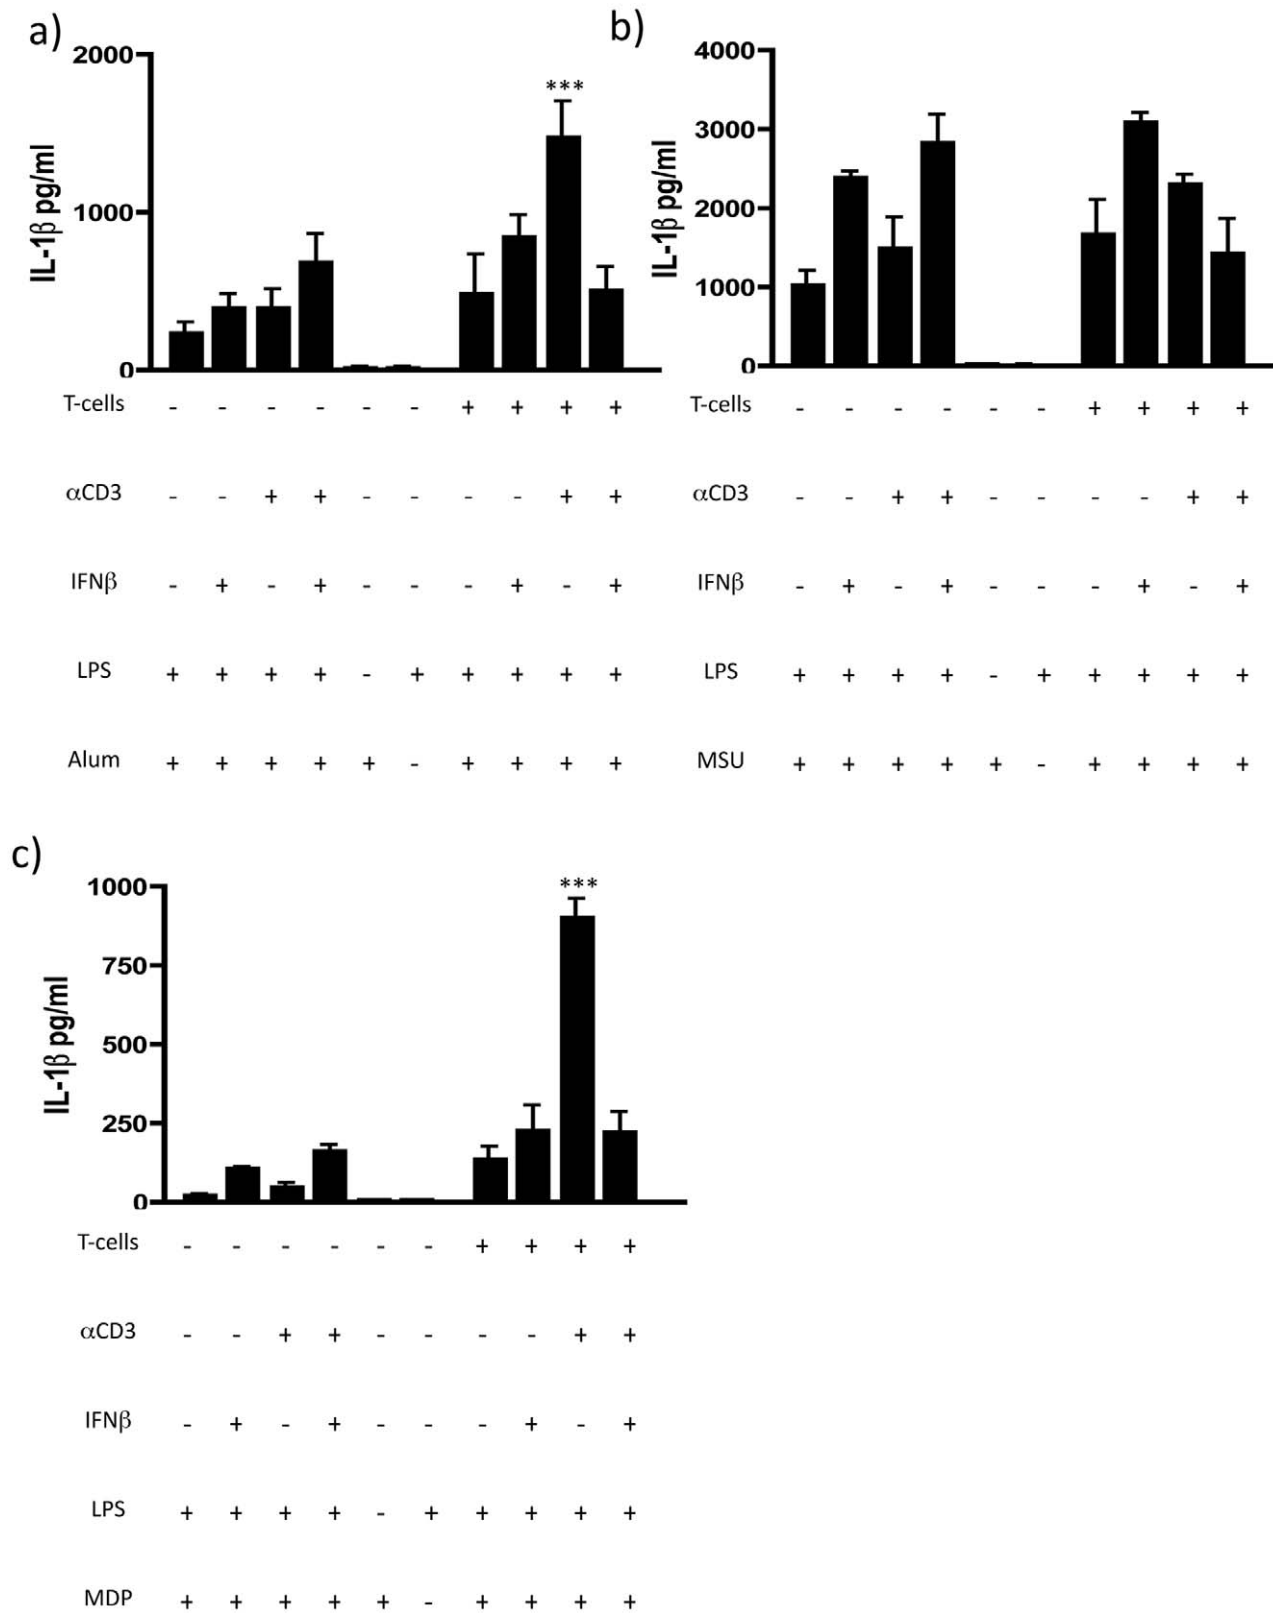 a)
2000
1000
0
IL-1β pg/ml
***
T-cells - - - - - - + + + +
αCD3 - - + + - - - - + +
IFNβ - + - + - - - + - +
LPS + + + + - + + + + +
Alum + + + + + - + + + +
b)
4000
3000
2000
1000
0
IL-1β pg/ml
T-cells - - - - - - + + + +
αCD3 - - + + - - - - + +
IFNβ - + - + - - - + - +
LPS + + + + - + + + + +
MSU + + + + + - + + + +
c)
1000
750
500
250
0
IL-1β pg/ml
***
T-cells - - - - - - + + + +
αCD3 - - + + - - - - + +
IFNβ - + - + - - - + - +
LPS + + + + - + + + + +
MDP + + + + + - + + + +